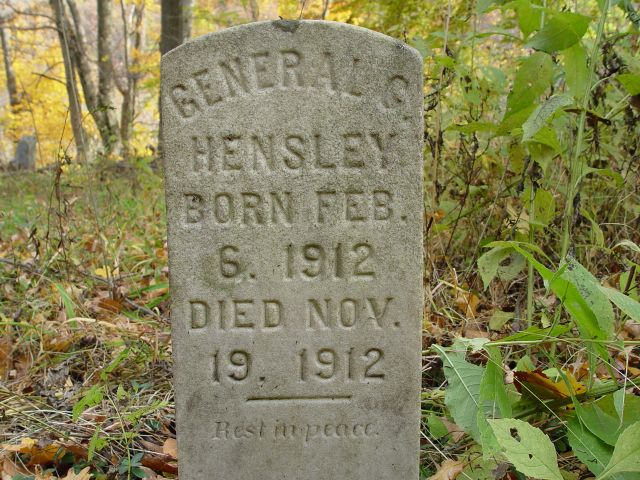 GENERAL C.
HENSLEY
BORN FEB.
6. 1912
DIED NOV.
19. 1912
Rest in peace.